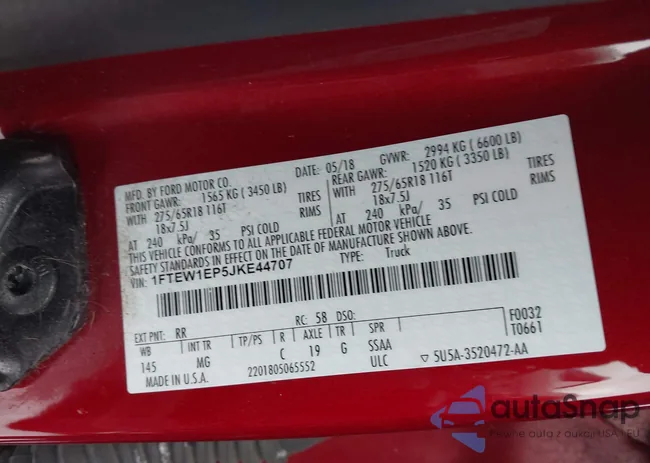 MFD. BY FORD MOTOR CO.
DATE: 05/18 GVWR: 2994 KG ( 6600 LB)
FRONT GAWR: 1565 KG ( 3450 LB)
REAR GAWR: 1520 KG ( 3350 LB)
WITH 275/65R18 116T TIRES
WITH 275/65R18 116T TIRES
18x7.5J RIMS
18x7.5J RIMS
AT 240 kPa/ 35 PSI COLD
AT 240 kPa/ 35 PSI COLD
THIS VEHICLE CONFORMS TO ALL APPLICABLE FEDERAL MOTOR VEHICLE
SAFETY STANDARDS IN EFFECT ON THE DATE OF MANUFACTURE SHOWN ABOVE.
VIN: 1FTEW1EP5JKE44707
TYPE: Truck
F0032
T0661
EXT PNT: RR RC: 58 DSO:
WB INT TR TP/PS R AXLE TR SPR
145 MG C 19 G SSAA
MADE IN U.S.A. 2201805065552 ULC ▽ 5U5A-3520472-AA
autoSnap